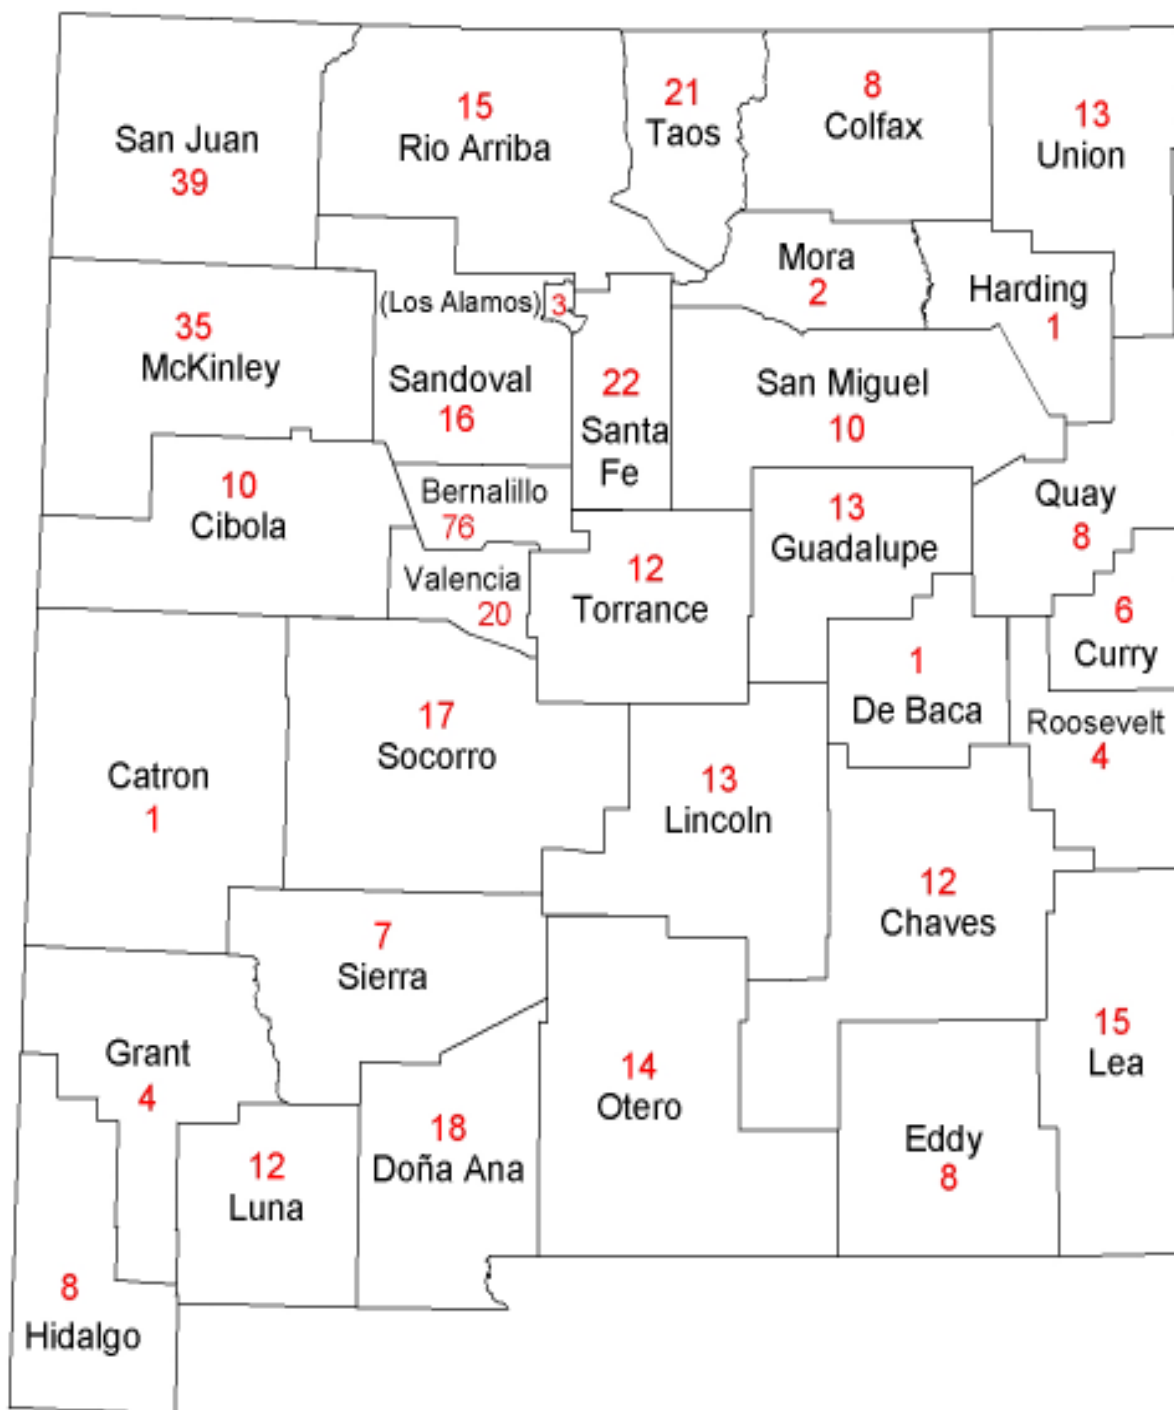 San Juan
39
15
Rio Arriba
21
Taos
8
Colfax
13
Union
Mora
2
Harding
1
(Los Alamos)
3
35
McKinley
Sandoval
16
22
Santa
Fe
San Miguel
10
10
Cibola
Bernalillo
76
13
Guadalupe
Quay
8
Valencia
20
12
Torrance
6
Curry
1
De Baca
Roosevelt
4
17
Socorro
Catron
1
13
Lincoln
12
Chaves
7
Sierra
15
Lea
Grant
4
14
Otero
18
Doña Ana
Eddy
8
12
Luna
8
Hidalgo